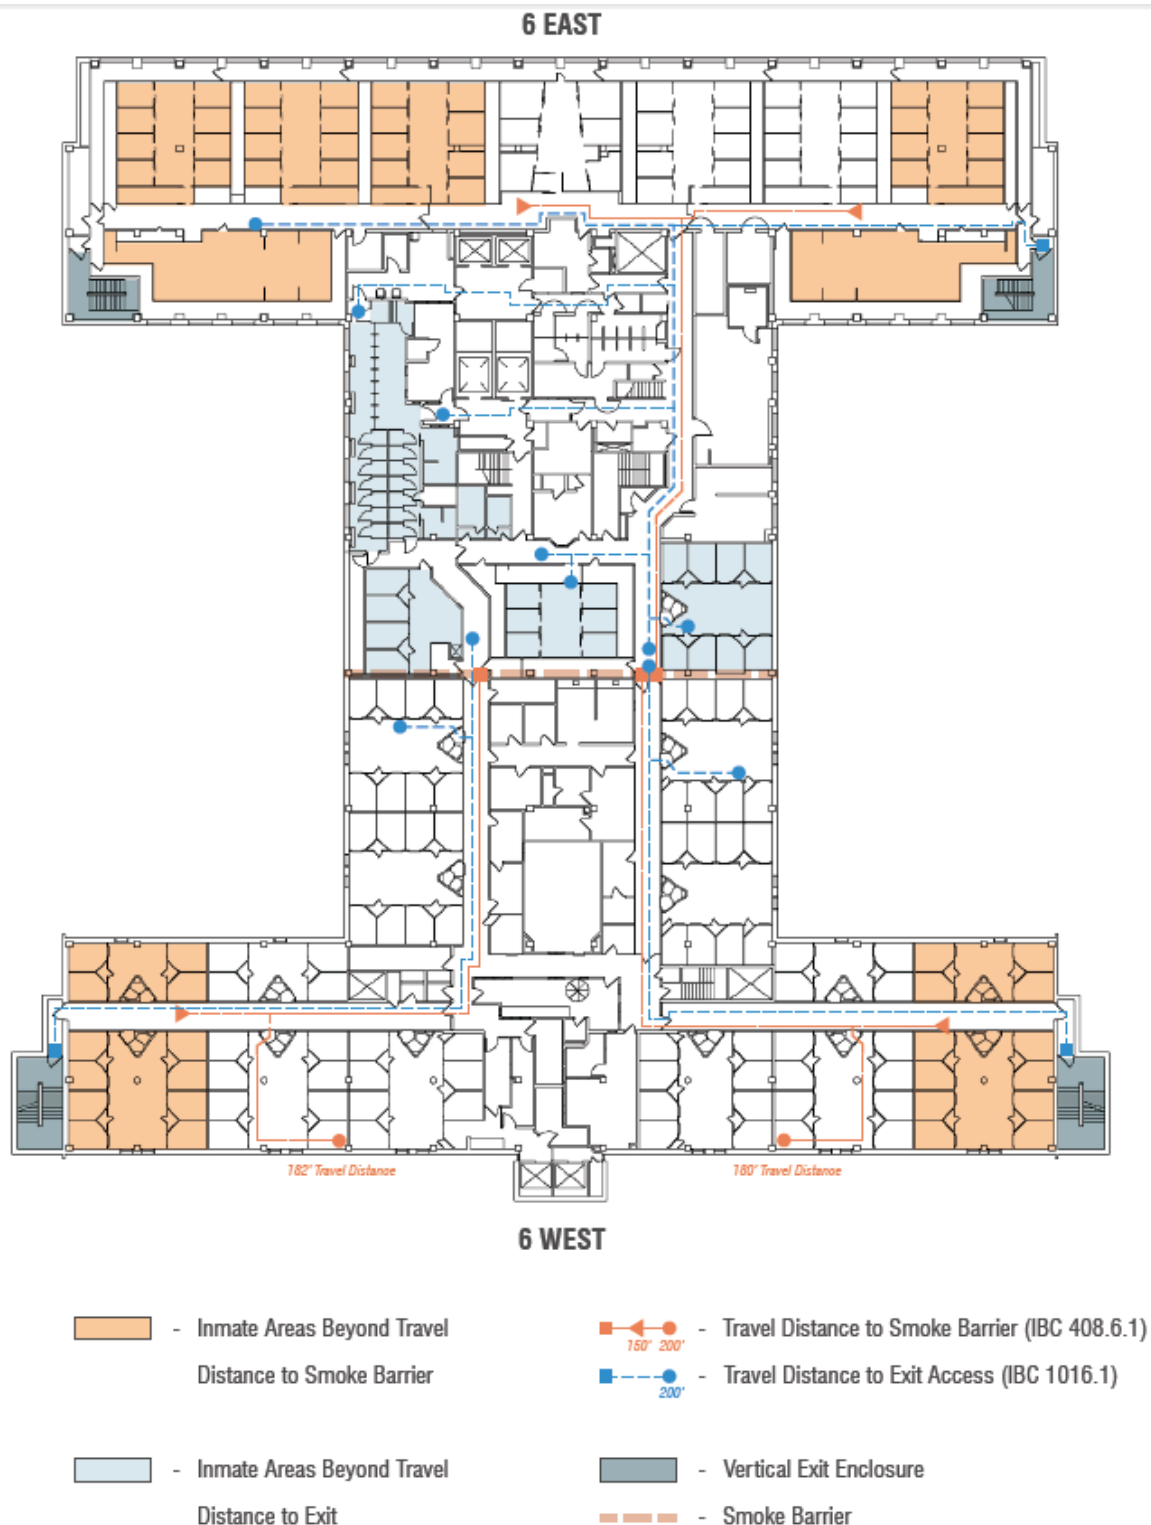 6 EAST
182' Travel Distance
180' Travel Distance
6 WEST
- Inmate Areas Beyond Travel
Distance to Smoke Barrier
- Travel Distance to Smoke Barrier (IBC 408.6.1)
150' 200'
- Travel Distance to Exit Access (IBC 1016.1)
200'
- Inmate Areas Beyond Travel
Distance to Exit
- Vertical Exit Enclosure
- Smoke Barrier